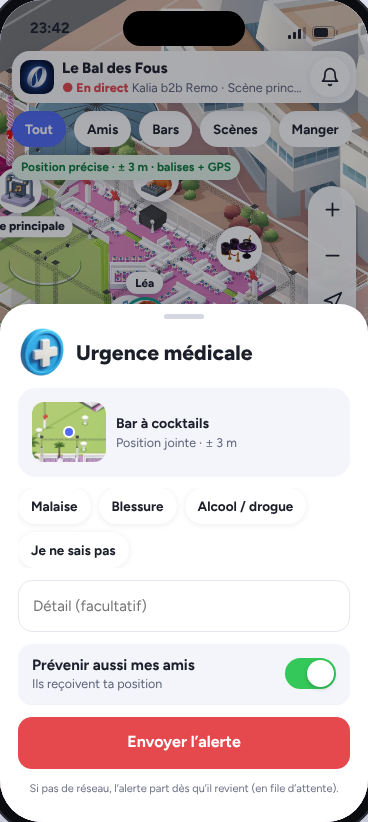 23:42
Le Bal des Fous
En direct Kalia b2b Remo · Scène princ...
Tout
Amis
Bars
Scènes
Manger
Position précise · ± 3 m · balises + GPS
e principale
Léa
Urgence médicale
Bar à cocktails
Position jointe · ± 3 m
Malaise
Blessure
Alcool / drogue
Je ne sais pas
Détail (facultatif)
Prévenir aussi mes amis
Ils reçoivent ta position
Envoyer l’alerte
Si pas de réseau, l’alerte part dès qu’il revient (en file d’attente).